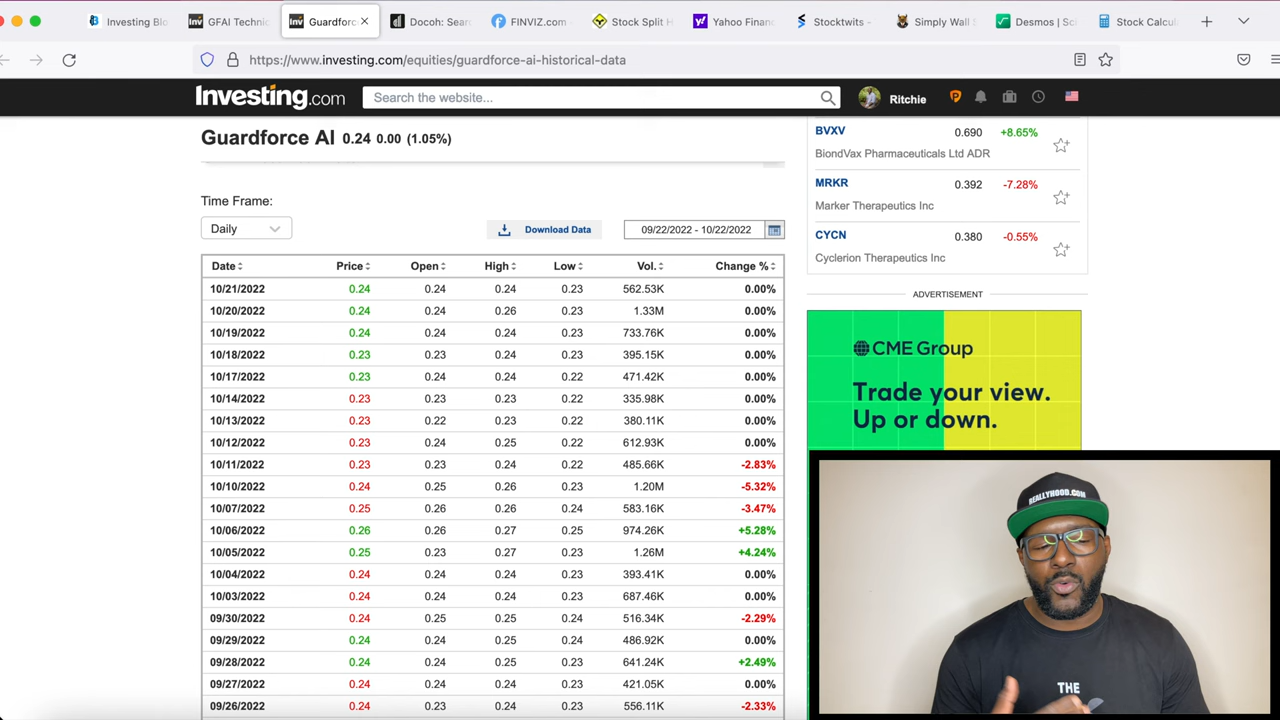 Investing Blo
GFAI Technic
Guardforc
Docoh: Sear
FINVIZ.com
Stock Split H
Yahoo Financ
Stocktwits -
Simply Wall
Desmos | Sci
Stock Calcu
https://www.investing.com/equities/guardforce-ai-historical-data
Investing.com
Search the website...
Ritchie
Guardforce AI 0.24 0.00 (1.05%)
Time Frame:
Daily
Download Data
09/22/2022 - 10/22/2022
Date Price Open High Low Vol. Change %
10/21/2022 0.24 0.24 0.24 0.23 562.53K 0.00%
10/20/2022 0.24 0.24 0.26 0.23 1.33M 0.00%
10/19/2022 0.24 0.24 0.24 0.23 733.76K 0.00%
10/18/2022 0.23 0.23 0.24 0.23 395.15K 0.00%
10/17/2022 0.23 0.24 0.24 0.22 471.42K 0.00%
10/14/2022 0.23 0.23 0.23 0.22 335.98K 0.00%
10/13/2022 0.23 0.22 0.23 0.22 380.11K 0.00%
10/12/2022 0.23 0.24 0.25 0.22 612.93K 0.00%
10/11/2022 0.23 0.23 0.24 0.22 485.66K -2.83%
10/10/2022 0.24 0.25 0.26 0.23 1.20M -5.32%
10/07/2022 0.25 0.26 0.26 0.24 583.16K -3.47%
10/06/2022 0.26 0.26 0.27 0.25 974.26K +5.28%
10/05/2022 0.25 0.23 0.27 0.23 1.26M +4.24%
10/04/2022 0.24 0.24 0.24 0.23 393.41K 0.00%
10/03/2022 0.24 0.24 0.24 0.23 687.46K 0.00%
09/30/2022 0.24 0.25 0.25 0.24 516.34K -2.29%
09/29/2022 0.24 0.24 0.25 0.24 486.92K 0.00%
09/28/2022 0.24 0.24 0.25 0.23 641.24K +2.49%
09/27/2022 0.24 0.24 0.24 0.23 421.05K 0.00%
09/26/2022 0.24 0.23 0.24 0.23 556.11K -2.33%
BVXV 0.690 +8.65%
BiondVax Pharmaceuticals Ltd ADR
MRKR 0.392 -7.28%
Marker Therapeutics Inc
CYCN 0.380 -0.55%
Cyclerion Therapeutics Inc
ADVERTISEMENT
CME Group
Trade your view.
Up or down.
REALLYHOOD.COM
THE